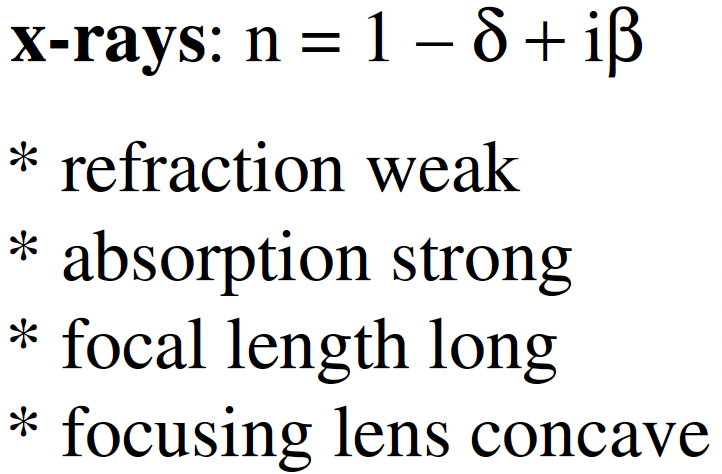 x-rays: n = 1 – δ + iβ
* refraction weak
* absorption strong
* focal length long
* focusing lens concave